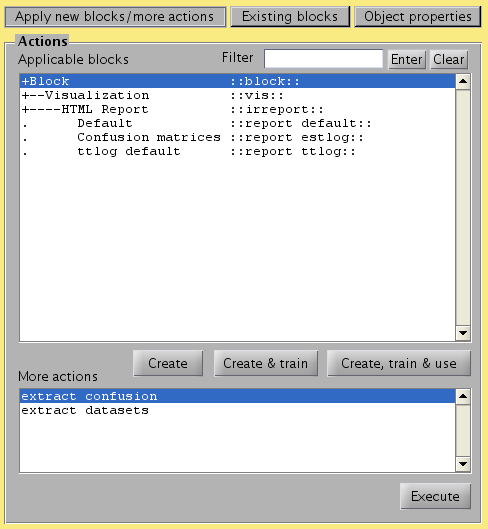 Apply new blocks/more actions Existing blocks Object properties
Actions
Applicable blocks Filter Enter Clear
+Block ::block::
+--Visualization ::vis::
+----HTML Report ::irreport::
. Default ::report default::
. Confusion matrices ::report estlog::
. ttlog default ::report ttlog::
Create Create & train Create, train & use
More actions
extract confusion
extract datasets
Execute